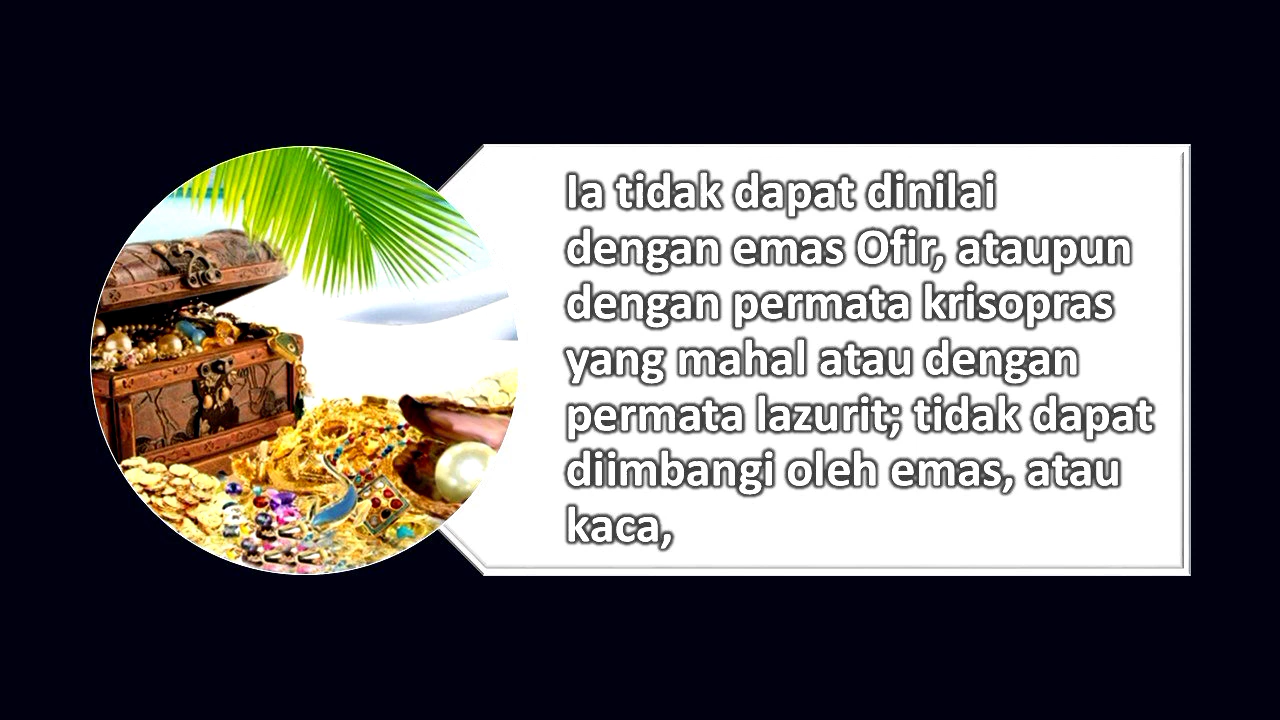 Ia tidak dapat dinilai
dengan emas Ofir, ataupun
dengan permata krisopras
yang mahal atau dengan
permata lazurit; tidak dapat
diimbangi oleh emas, atau
kaca,